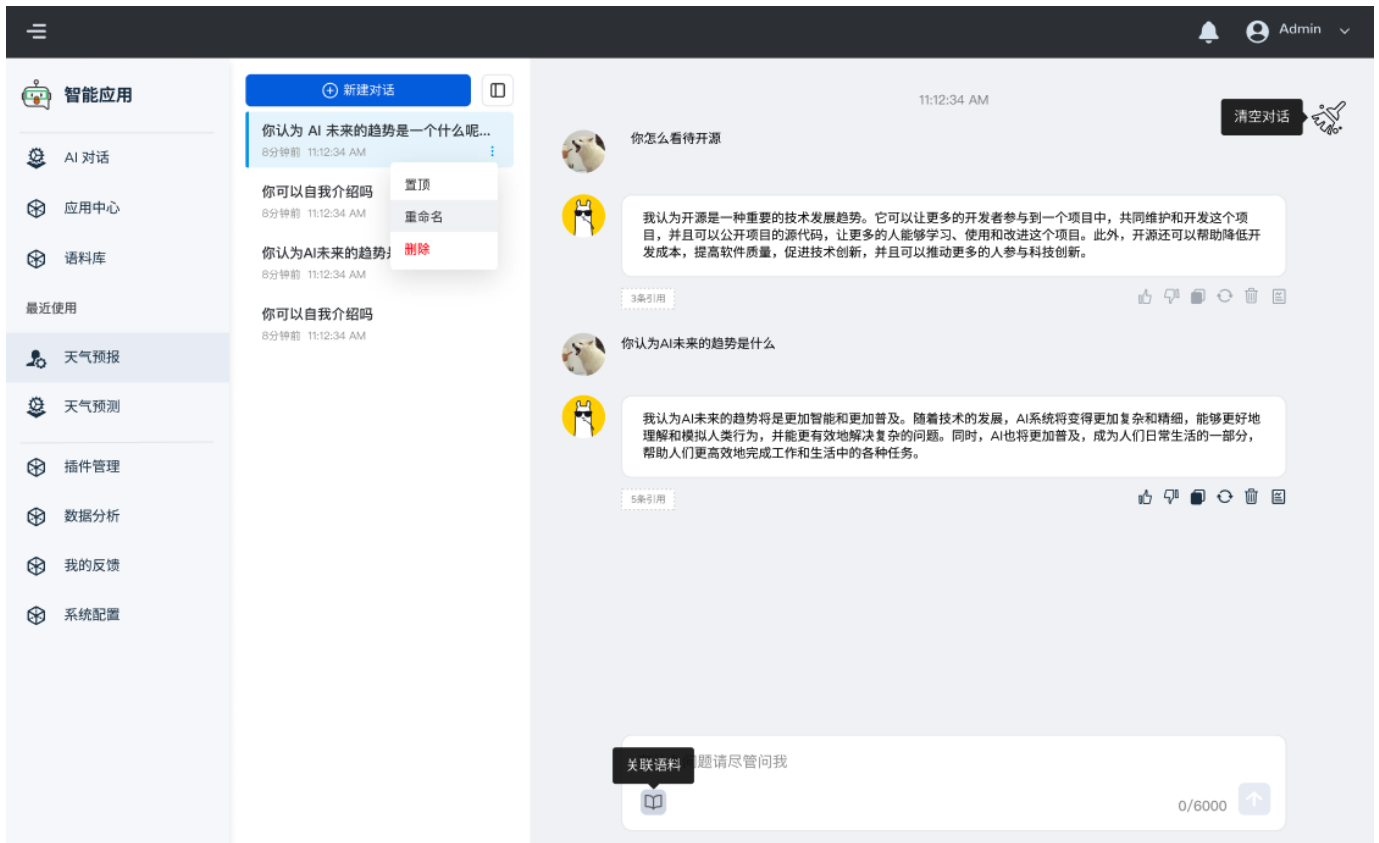 Admin
智能应用
AI 对话
应用中心
语料库
最近使用
天气预报
天气预测
插件管理
数据分析
我的反馈
系统配置
新建对话
你认为 AI 未来的趋势是一个什么呢...
8分钟前 11:12:34 AM
你可以自我介绍吗
8分钟前 11:12:34 AM
你认为AI未来的趋势
8分钟前 11:12:34 AM
你可以自我介绍吗
8分钟前 11:12:34 AM
置顶
重命名
删除
11:12:34 AM
清空对话
你怎么看待开源
我认为开源是一种重要的技术发展趋势。它可以让更多的开发者参与到一个项目中，共同维护和开发这个项
目，并且可以公开项目的源代码，让更多的人能够学习、使用和改进这个项目。此外，开源还可以帮助降低开
发成本，提高软件质量，促进技术创新，并且可以推动更多的人参与科技创新。
3条引用
你认为AI未来的趋势是什么
我认为AI未来的趋势将是更加智能和更加普及。随着技术的发展，AI系统将变得更加复杂和精细，能够更好地
理解和模拟人类行为，并能更有效地解决复杂的问题。同时，AI也将更加普及，成为人们日常生活的一部分，
帮助人们更高效地完成工作和生活中的各种任务。
5条引用
题请尽管问我
关联语料
0/6000